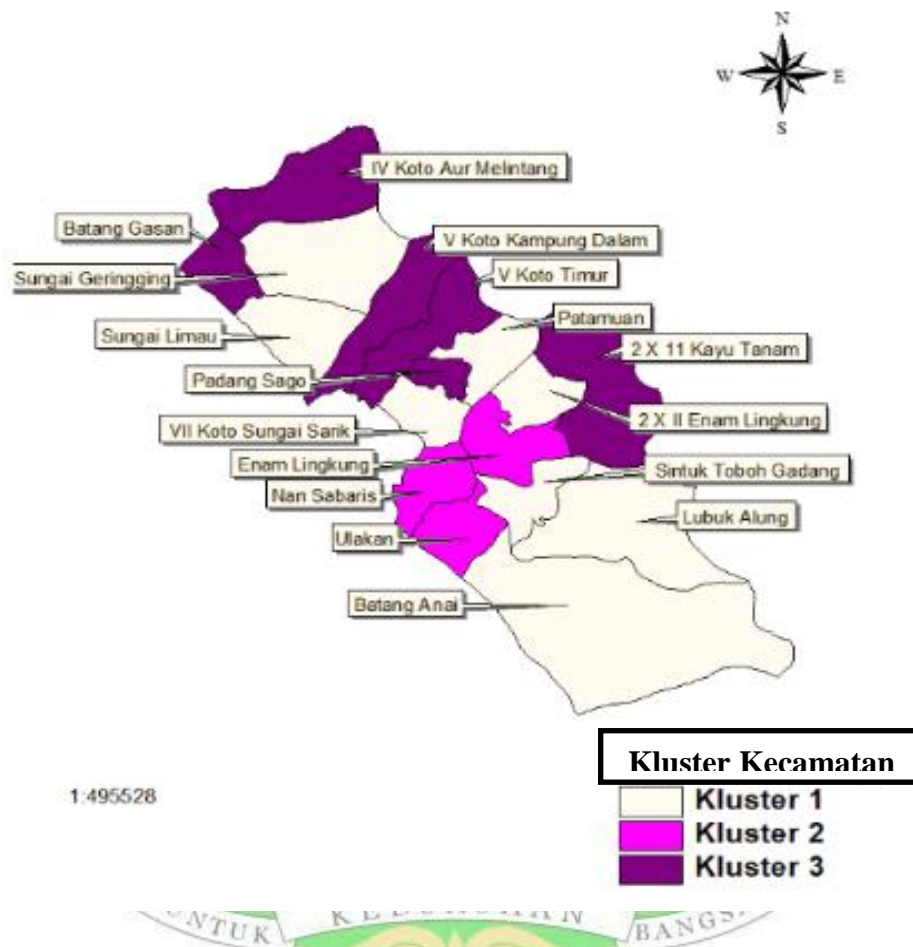 N
W E
S
IV Koto Aur Melintang
Batang Gasan
V Koto Kampung Dalam
Sungai Geringging
V Koto Timur
Patamuan
Sungai Limau
2 X 11 Kayu Tanam
Padang Sago
2 X II Enam Lingkung
VII Koto Sungai Sarik
Enam Lingkung
Sintuk Toboh Gadang
Nan Sabaris
Lubuk Alung
Ulakan
Batang Anai
Kluster Kecamatan
1:495528
Kluster 1
Kluster 2
Kluster 3
UNTUK BANGSA